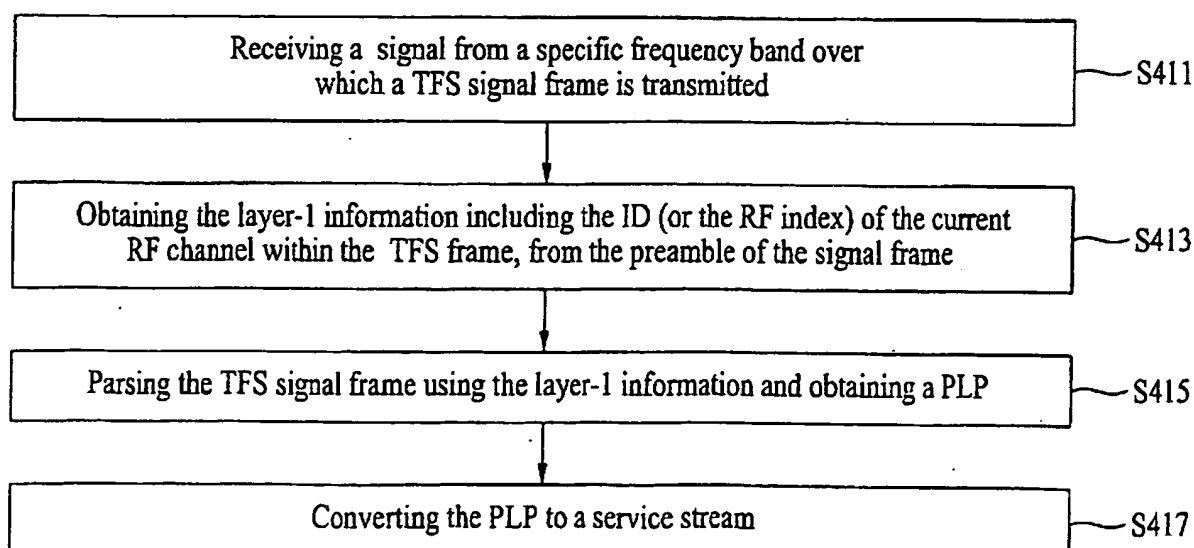 Receiving a signal from a specific frequency band over
which a TFS signal frame is transmitted
S411
Obtaining the layer-1 information including the ID (or the RF index) of the current
RF channel within the TFS frame, from the preamble of the signal frame
S413
Parsing the TFS signal frame using the layer-1 information and obtaining a PLP
S415
Converting the PLP to a service stream
S417